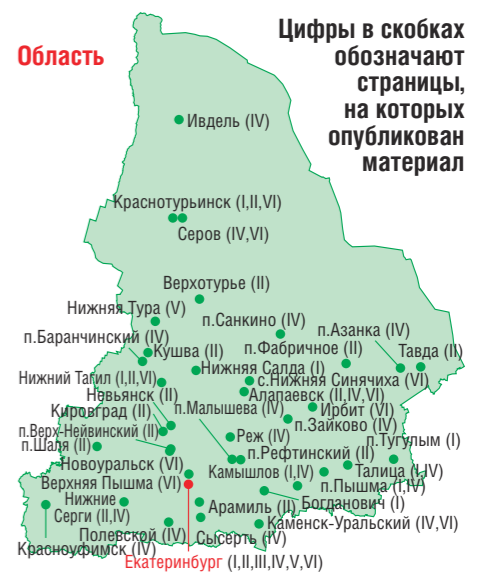 Область
Цифры в скобках
обозначают
страницы,
на которых
опубликован
материал
Ивдель (IV)
Краснотурьинск (I,II,VI)
Серов (IV,VI)
Верхотурье (II)
Нижняя Тура (V)
п.Санкино (IV)
п.Азанка (IV)
п.Баранчинский (IV)
Кушва (II)
п.Фабричное (II)
Тавда (II)
Нижняя Салда (I)
Нижний Тагил (I,II,VI)
с.Нижняя Синячиха (VI)
Невьянск (II)
Алапаевск (II,IV,VI)
Кировград (II)
п.Малышева (IV)
Ирбит (VI)
п.Верх-Нейвинский (II)
п.Зайково (IV)
п.Шаля (II)
Реж (IV)
п.Тугулым (I)
п.Рефтинский (II)
Новоуральск (VI)
Камышлов (I,IV)
Талица (I,IV)
Верхняя Пышма (VI)
п.Пышма (I,IV)
Нижние
Серги (II,IV)
Богданович (I)
Арамиль (II)
Каменск-Уральский (IV,VI)
Полевской (IV)
Сысерть (IV)
Красноуфимск (IV)
Екатеринбург (I,II,III,IV,V,VI)